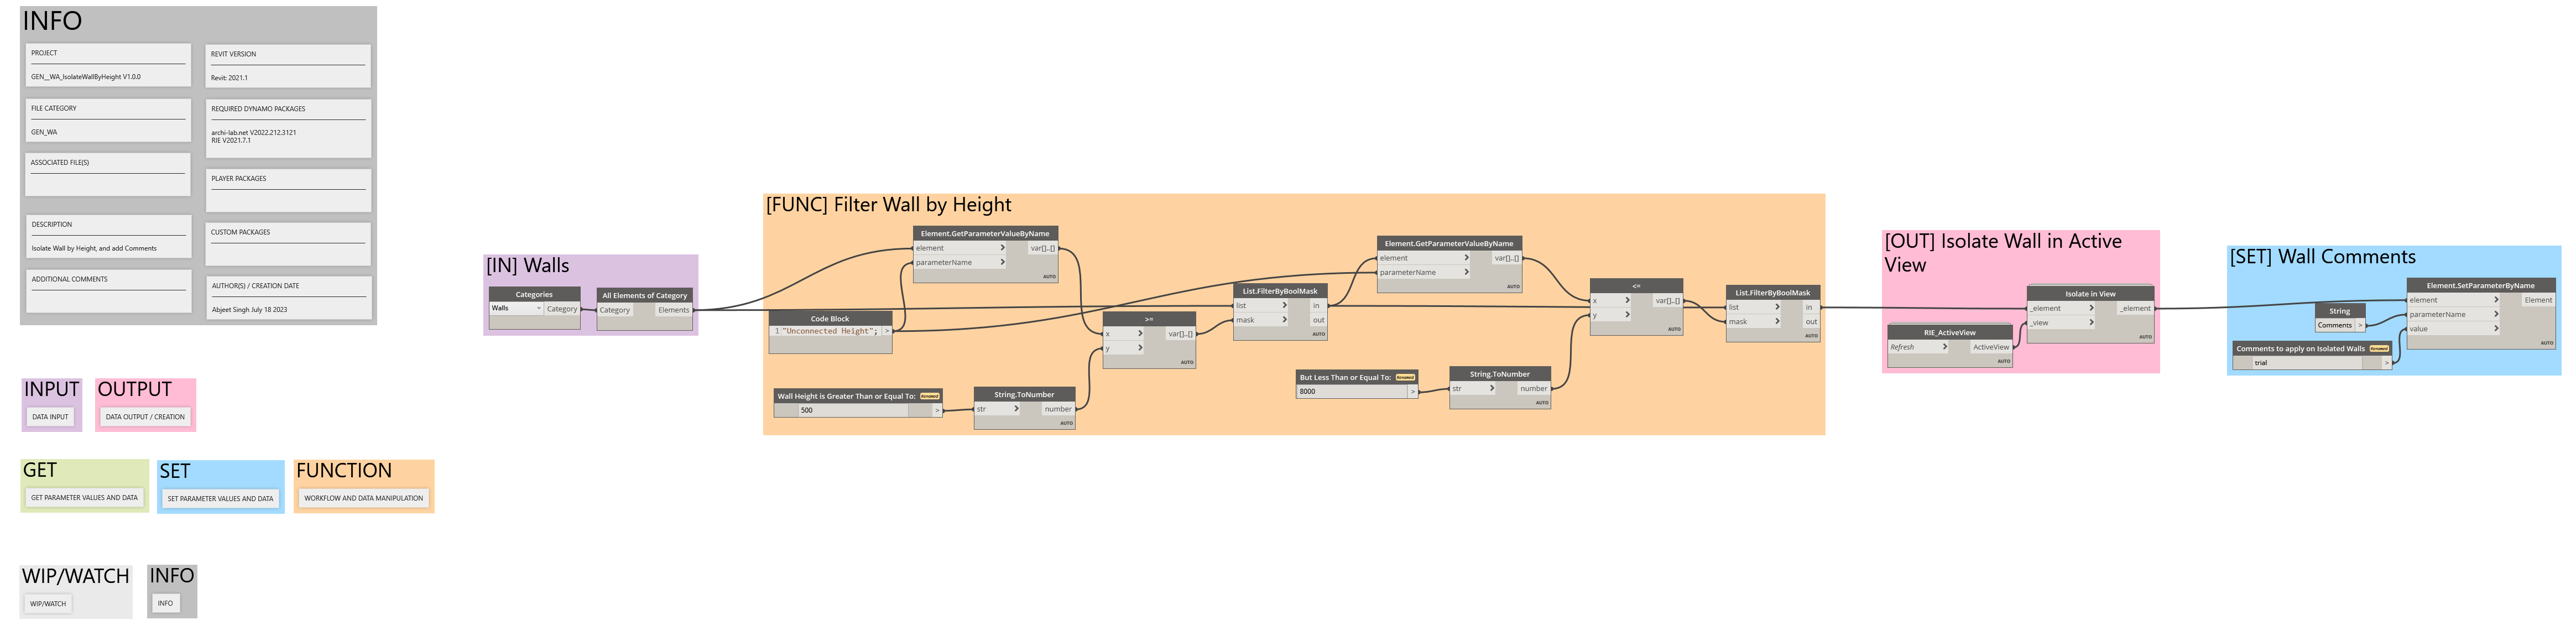 INFO
PROJECT
GEN__WA_IsolateWallByHeight V1.0.0
FILE CATEGORY
GEN_WA
ASSOCIATED FILE(S)
DESCRIPTION
Isolate Wall by Height, and add Comments
ADDITIONAL COMMENTS
REVIT VERSION
Revit: 2021.1
REQUIRED DYNAMO PACKAGES
archi-lab.net V2022.212.3121
RIE V2021.7.1
PLAYER PACKAGES
CUSTOM PACKAGES
AUTHOR(S) / CREATION DATE
Abjeet Singh July 18 2023
INPUT
DATA INPUT
OUTPUT
DATA OUTPUT / CREATION
GET
GET PARAMETER VALUES AND DATA
SET
SET PARAMETER VALUES AND DATA
FUNCTION
WORKFLOW AND DATA MANIPULATION
WIP/WATCH
WIP/WATCH
INFO
INFO
[IN] Walls
Categories
Walls
Category
All Elements of Category
Category
Elements
[FUNC] Filter Wall by Height
Element.GetParameterValueByName
element > var[]..[]
parameterName >
AUTO
Code Block
1 "Unconnected Height"; >
Wall Height is Greater Than or Equal To: Renamed
500 >
String.ToNumber
str > number
AUTO
>=
x > var[]..[]
y >
AUTO
List.FilterByBoolMask
list > in
mask > out
AUTO
Element.GetParameterValueByName
element > var[]..[]
parameterName >
AUTO
But Less Than or Equal To: Renamed
8000 >
String.ToNumber
str > number
AUTO
<=
x > var[]..[]
y >
AUTO
List.FilterByBoolMask
list > in
mask > out
AUTO
[OUT] Isolate Wall in Active
View
RIE_ActiveView
Refresh > ActiveView
AUTO
Isolate in View
_element > _element
_view >
AUTO
[SET] Wall Comments
String
Comments >
Comments to apply on Isolated Walls Renamed
trial >
Element.SetParameterByName
element > Element
parameterName >
value >
AUTO